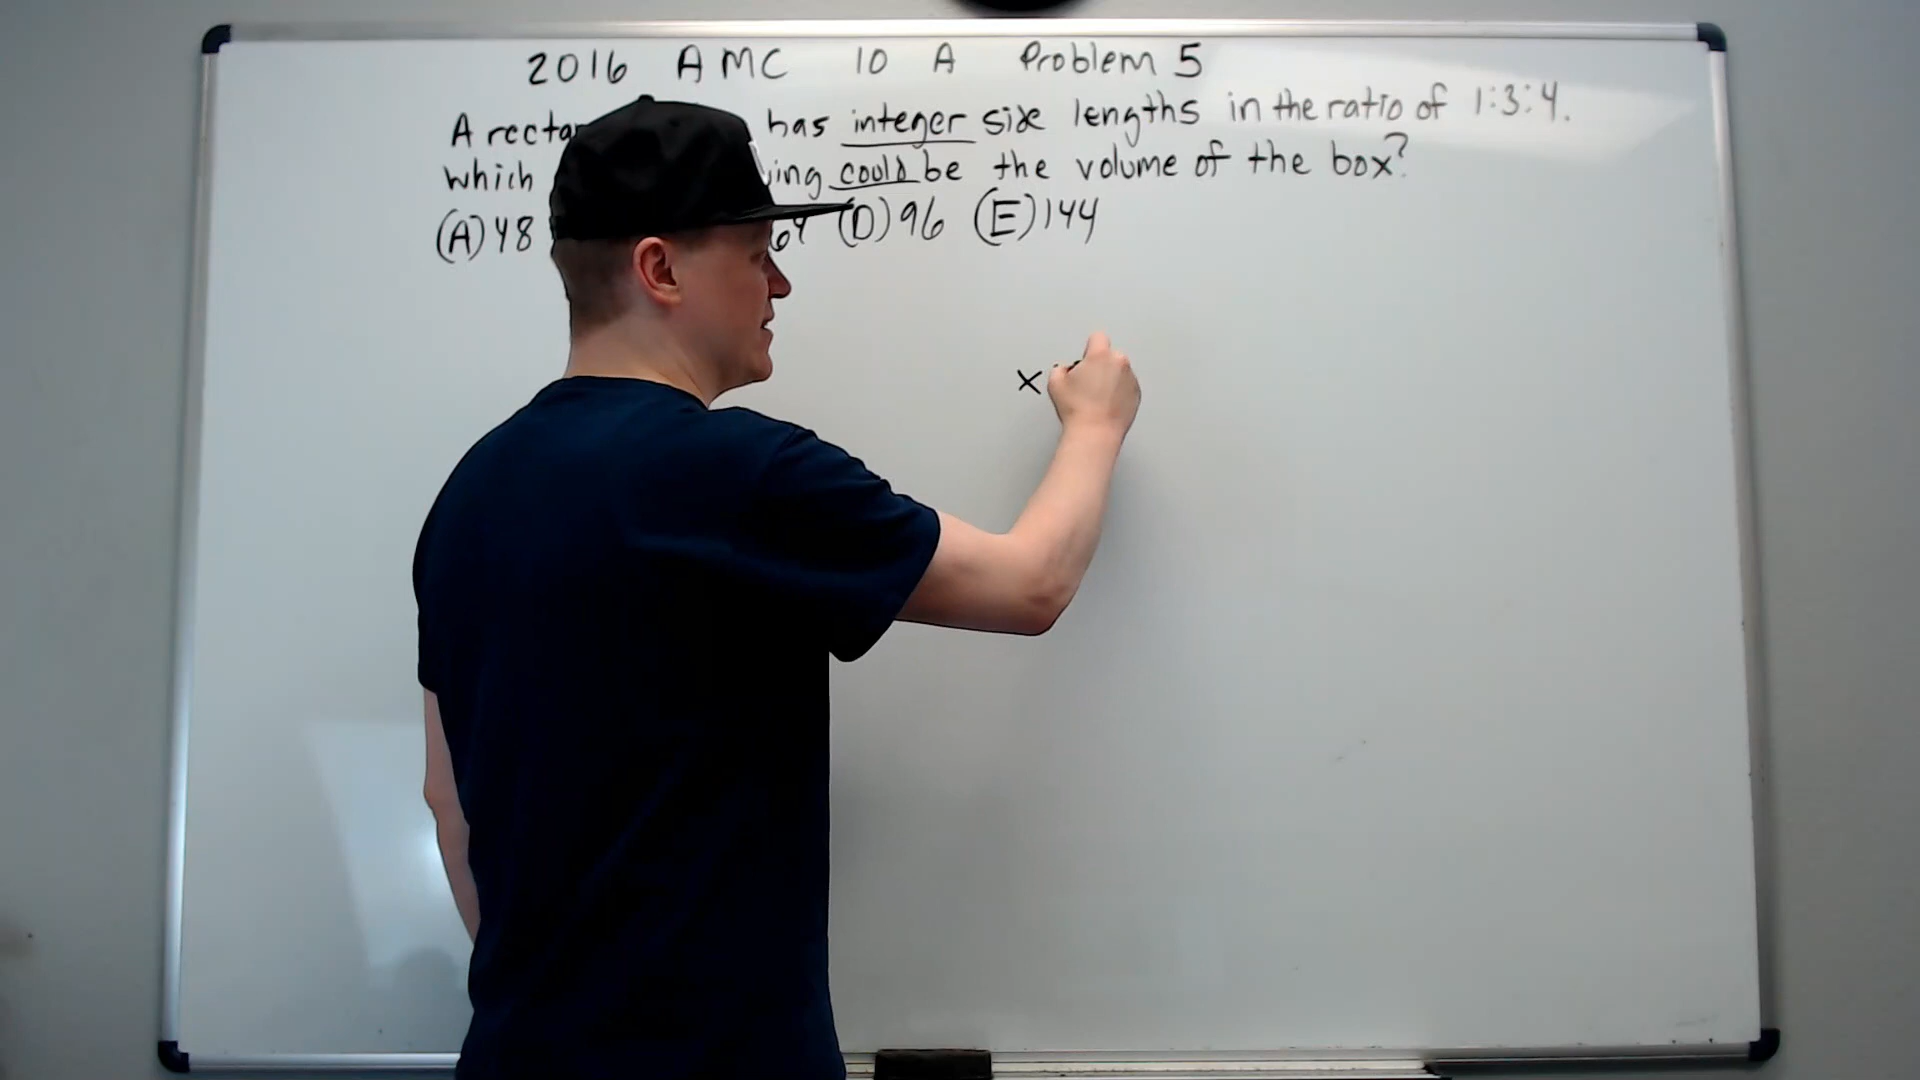 2016 AMC 10 A Problem 5
A has integer side lengths in the ratio of 1:3:4.
which could be the volume of the box?
(A) 48 64 (D) 96 (E) 144
x